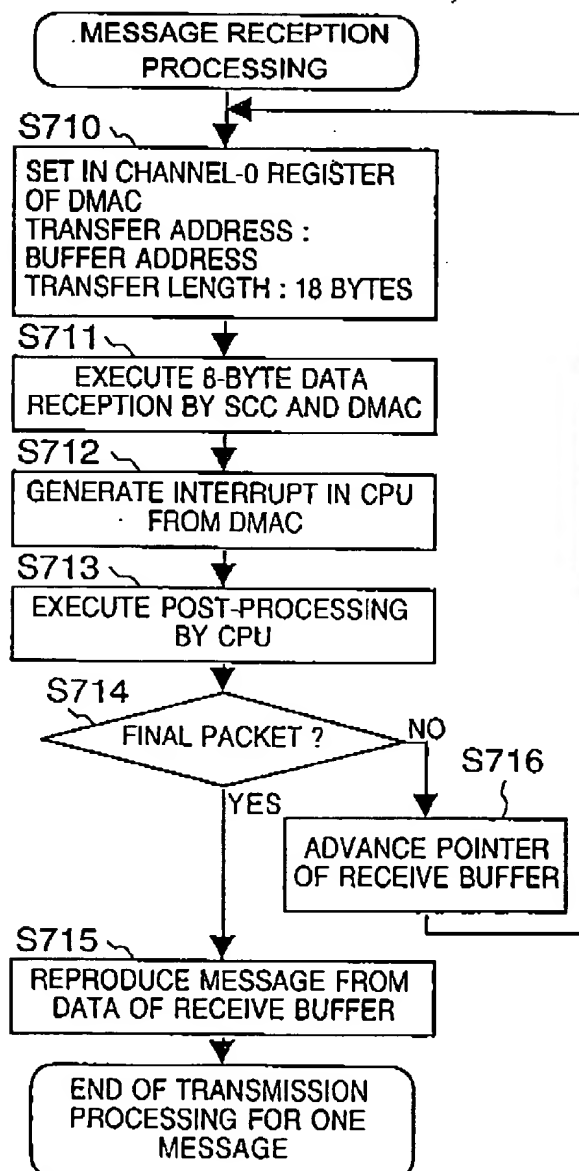 .MESSAGE RECEPTION
PROCESSING
S710
SET IN CHANNEL-0 REGISTER
OF DMAC
TRANSFER ADDRESS :
BUFFER ADDRESS
TRANSFER LENGTH : 18 BYTES
S711
EXECUTE 8-BYTE DATA
RECEPTION BY SCC AND DMAC
S712
GENERATE INTERRUPT IN CPU
FROM DMAC
S713
EXECUTE POST-PROCESSING
BY CPU
S714
FINAL PACKET ?
NO
YES
S716
ADVANCE POINTER
OF RECEIVE BUFFER
S715
REPRODUCE MESSAGE FROM
DATA OF RECEIVE BUFFER
END OF TRANSMISSION
PROCESSING FOR ONE
MESSAGE